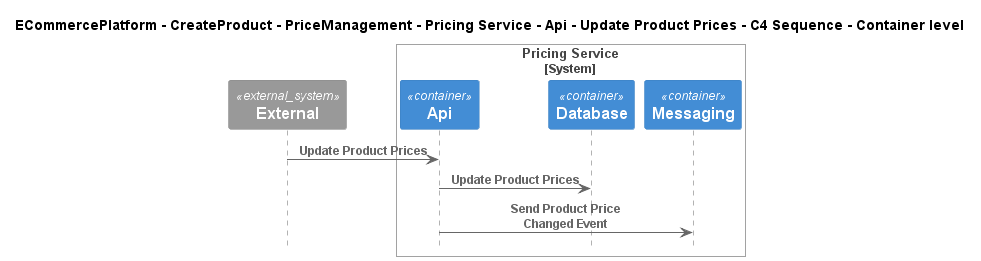 ECommercePlatform - CreateProduct - PriceManagement - Pricing Service - Api - Update Product Prices - C4 Sequence - Container level
Pricing Service
[System]
«external_system»
External
«container»
Api
«container»
Database
«container»
Messaging
Update Product Prices
Update Product Prices
Send Product Price
Changed Event